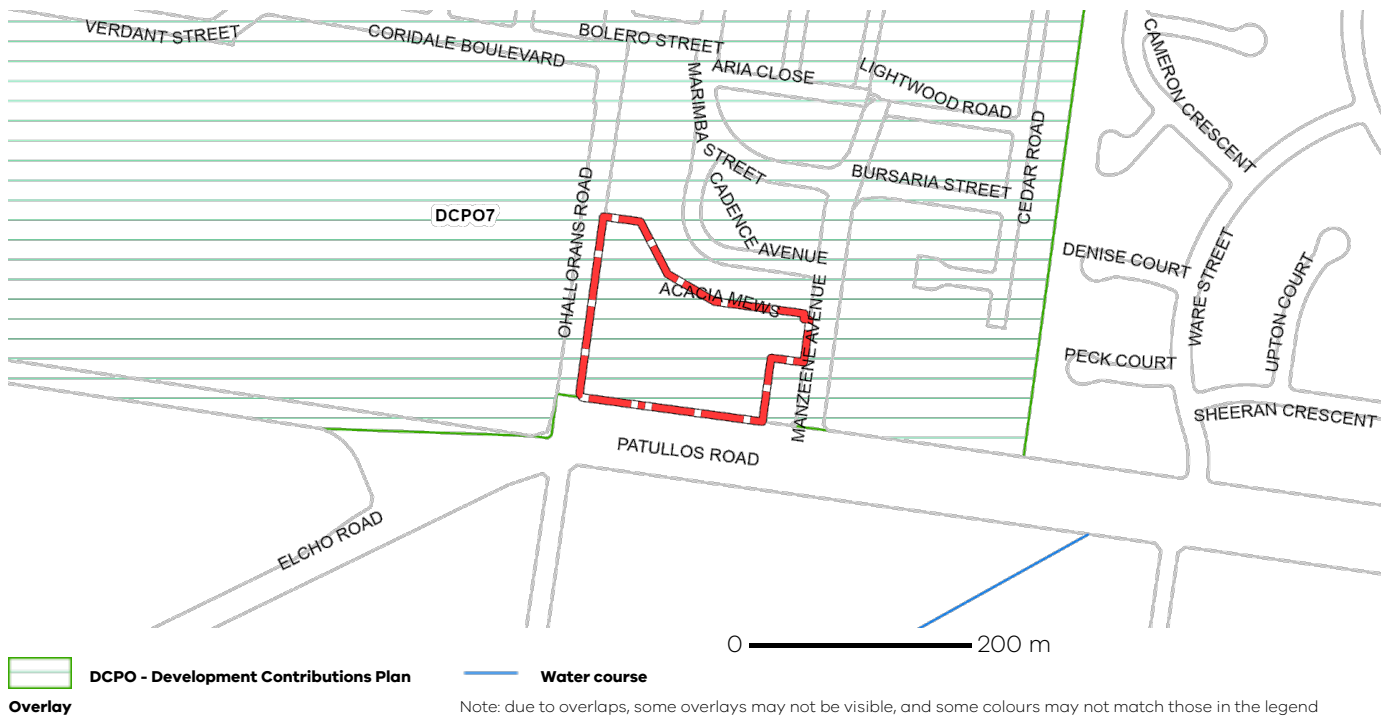 VERDANT STREET
CORIDALE BOULEVARD
BOLERO STREET
ARIA CLOSE
LIGHTWOOD ROAD
CAMERON CRESCENT
MARIMBA STREET
CADENCE AVENUE
BURSARIA STREET
CEDAR ROAD
DCPO7
OHALLORANS ROAD
DENISE COURT
WARE STREET
UPTON COURT
ACACIA MEWS
MANZEENE AVENUE
PECK COURT
SHEERAN CRESCENT
PATULLOS ROAD
ELCHO ROAD
0 200 m
DCPO - Development Contributions Plan
Overlay
Water course
Note: due to overlaps, some overlays may not be visible, and some colours may not match those in the legend